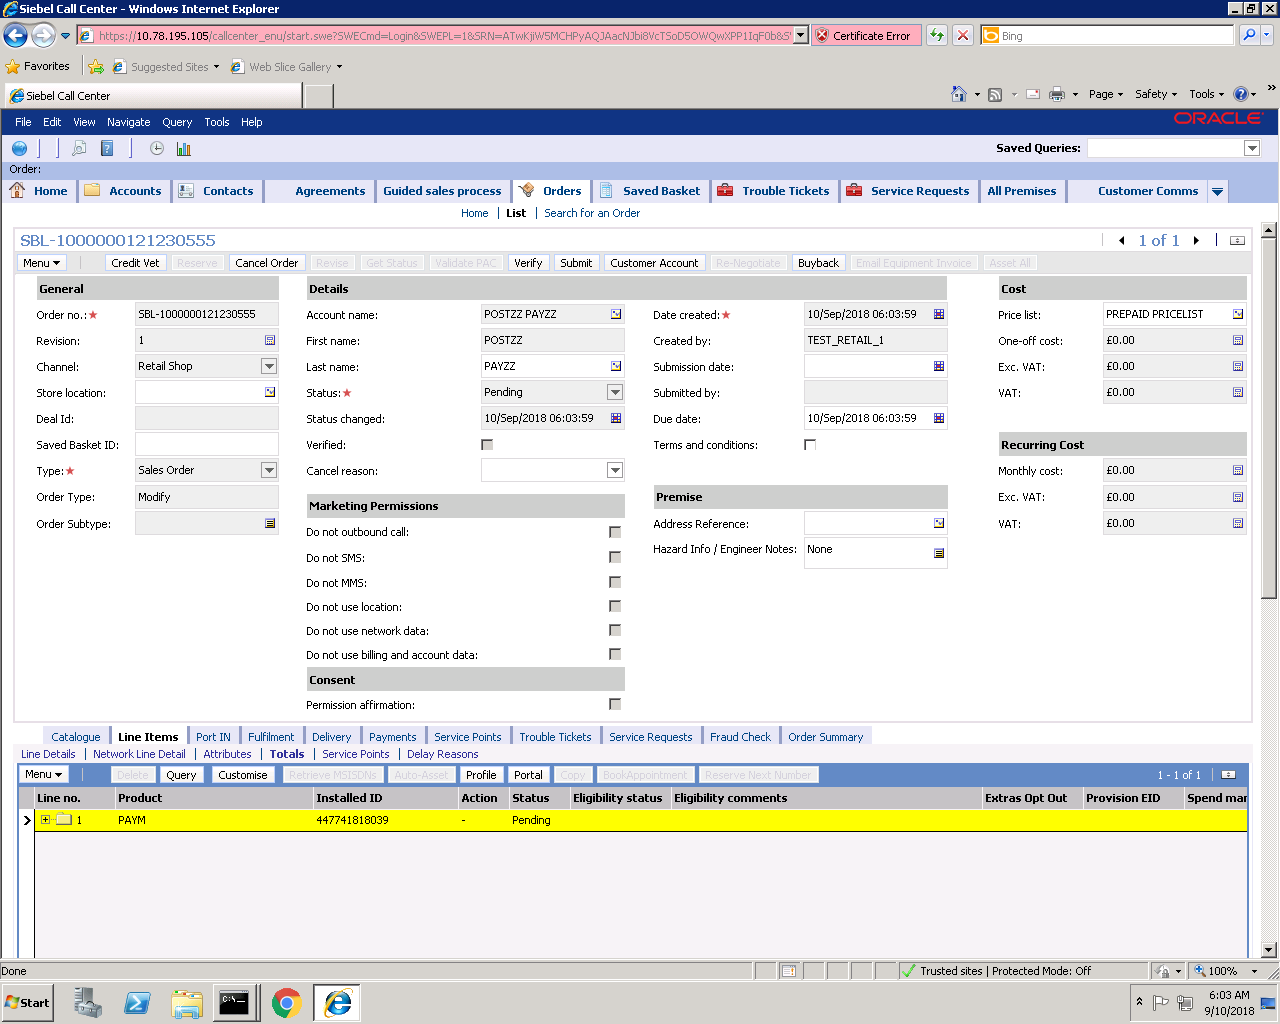 Siebel Call Center - Windows Internet Explorer
https://10.78.195.105/callcenter_enu/start.swe?SWECmd=Login&SWEPL=1&SRN=
Certificate Error
Bing
Favorites
Suggested Sites
Web Slice Gallery
Siebel Call Center
Page
Safety
Tools
File Edit View Navigate Query Tools Help
ORACLE
Saved Queries:
Order:
Home Accounts Contacts Agreements Guided sales process Orders Saved Basket Trouble Tickets Service Requests All Premises Customer Comms
Home | List | Search for an Order
SBL-1000000121230555
1 of 1
Menu Credit Vet Reserve Cancel Order Revise Get Status Validate PAC Verify Submit Customer Account Re-Negotiate Buyback Email Equipment Invoice Asset All
General
Order no.:★ SBL-1000000121230555
Revision: 1
Channel: Retail Shop
Store location:
Deal Id:
Saved Basket ID:
Type:★ Sales Order
Order Type: Modify
Order Subtype:
Details
Account name: POSTZZ PAYZZ
First name: POSTZZ
Last name: PAYZZ
Status:★ Pending
Status changed: 10/Sep/2018 06:03:59
Verified:
Cancel reason:
Marketing Permissions
Do not outbound call:
Do not SMS:
Do not MMS:
Do not use location:
Do not use network data:
Do not use billing and account data:
Consent
Permission affirmation:
Date created:★ 10/Sep/2018 06:03:59
Created by: TEST_RETAIL_1
Submission date:
Submitted by:
Due date: 10/Sep/2018 06:03:59
Terms and conditions:
Premise
Address Reference:
Hazard Info / Engineer Notes: None
Cost
Price list: PREPAID PRICELIST
One-off cost: £0.00
Exc. VAT: £0.00
VAT: £0.00
Recurring Cost
Monthly cost: £0.00
Exc. VAT: £0.00
VAT: £0.00
Catalogue Line Items Port IN Fulfilment Delivery Payments Service Points Trouble Tickets Service Requests Fraud Check Order Summary
Line Details | Network Line Detail | Attributes | Totals | Service Points | Delay Reasons
Menu Delete Query Customise Retrieve MSISDNs Auto-Asset Profile Portal Copy BookAppointment Reserve Next Number 1 - 1 of 1
Line no. Product Installed ID Action Status Eligibility status Eligibility comments Extras Opt Out Provision EID Spend mar
1 PAYM 447741818039 - Pending
Done
Trusted sites | Protected Mode: Off
100%
Start
6:03 AM
9/10/2018